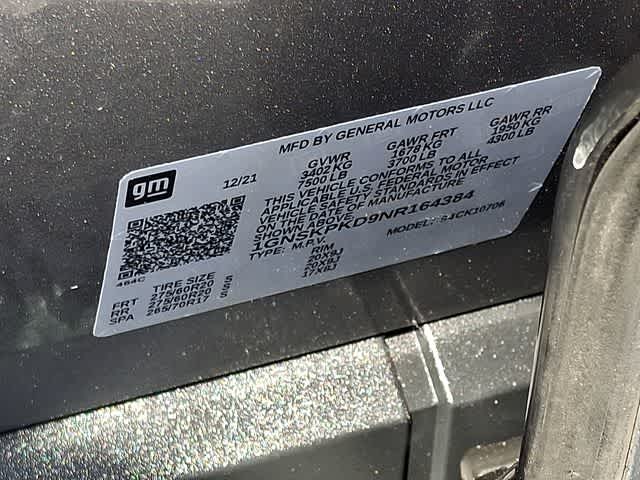 gm
12/21
MFD BY GENERAL MOTORS LLC
GVWR GAWR FRT GAWR RR
3402 KG 1678 KG 1950 KG
7500 LB 3700 LB 4300 LB
THIS VEHICLE CONFORMS TO ALL
APPLICABLE U.S. FEDERAL MOTOR
VEHICLE SAFETY STANDARDS IN EFFECT
ON THE DATE OF MANUFACTURE
SHOWN ABOVE.
1GNSKPKD9NR164384
TYPE: M.P.V. MODEL: CK10706
464C
TIRE SIZE RIM
FRT 275/60R20 S 20X9J
RR 275/60R20 S 20X9J
SPA 265/70R17 S 17X8J